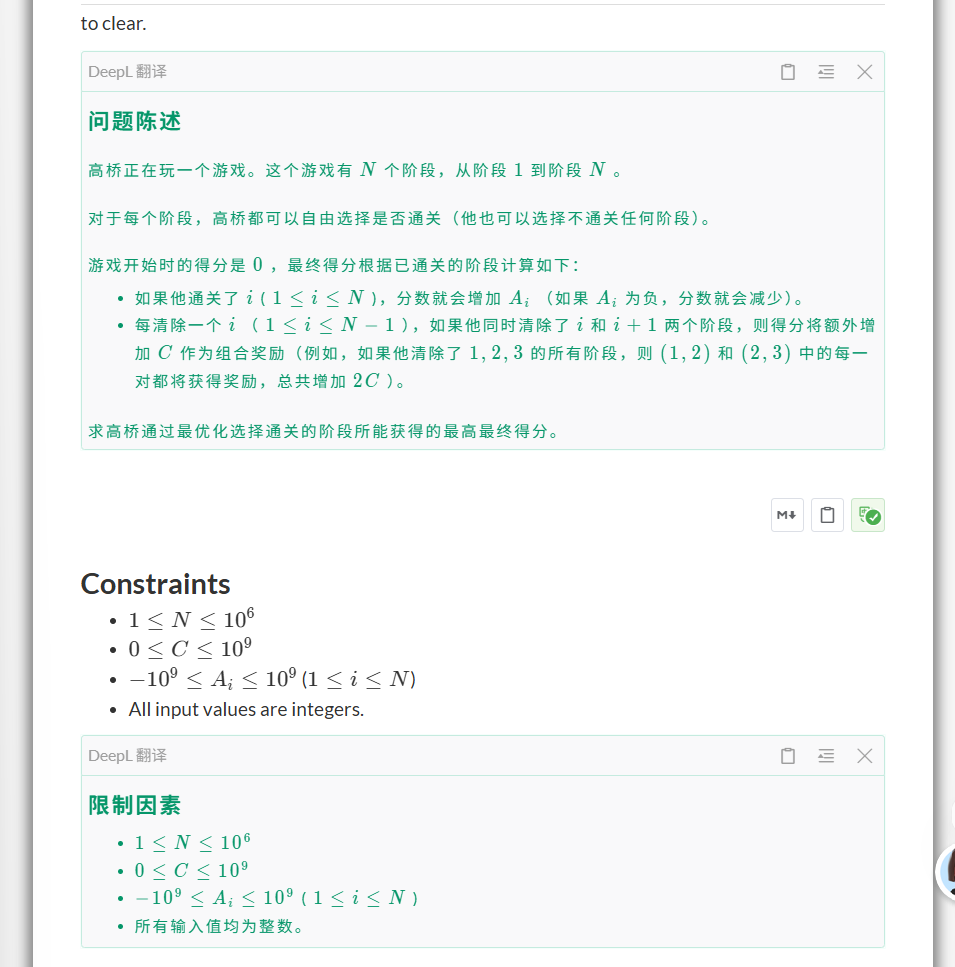 to clear.
DeepL 翻译
问题陈述
高桥正在玩一个游戏。这个游戏有 N 个阶段，从阶段 1 到阶段 N 。
对于每个阶段，高桥都可以自由选择是否通关（他也可以选择不通关任何阶段）。
游戏开始时的得分是 0 ，最终得分根据已通关的阶段计算如下：
• 如果他通关了 i ( 1 ≤ i ≤ N )，分数就会增加 A_i （如果 A_i 为负，分数就会减少）。
• 每清除一个 i （ 1 ≤ i ≤ N − 1 ），如果他同时清除了 i 和 i + 1 两个阶段，则得分将额外增
加 C 作为组合奖励（例如，如果他清除了 1, 2, 3 的所有阶段，则 (1, 2) 和 (2, 3) 中的每一
对都将获得奖励，总共增加 2C ）。
求高桥通过最优化选择通关的阶段所能获得的最高最终得分。
M↓
Constraints
• 1 ≤ N ≤ 10^6
• 0 ≤ C ≤ 10^9
• −10^9 ≤ A_i ≤ 10^9 (1 ≤ i ≤ N)
• All input values are integers.
DeepL 翻译
限制因素
• 1 ≤ N ≤ 10^6
• 0 ≤ C ≤ 10^9
• −10^9 ≤ A_i ≤ 10^9 ( 1 ≤ i ≤ N )
• 所有输入值均为整数。